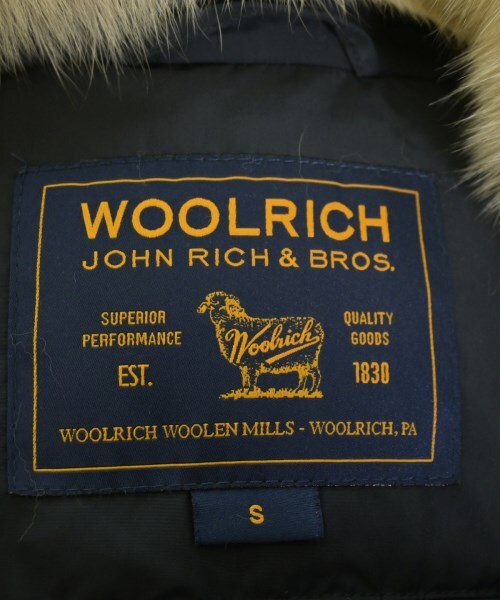 WOOLRICH
JOHN RICH & BROS.
SUPERIOR
PERFORMANCE
EST.
Woolrich
QUALITY
GOODS
1830
WOOLRICH WOOLEN MILLS - WOOLRICH, PA
S